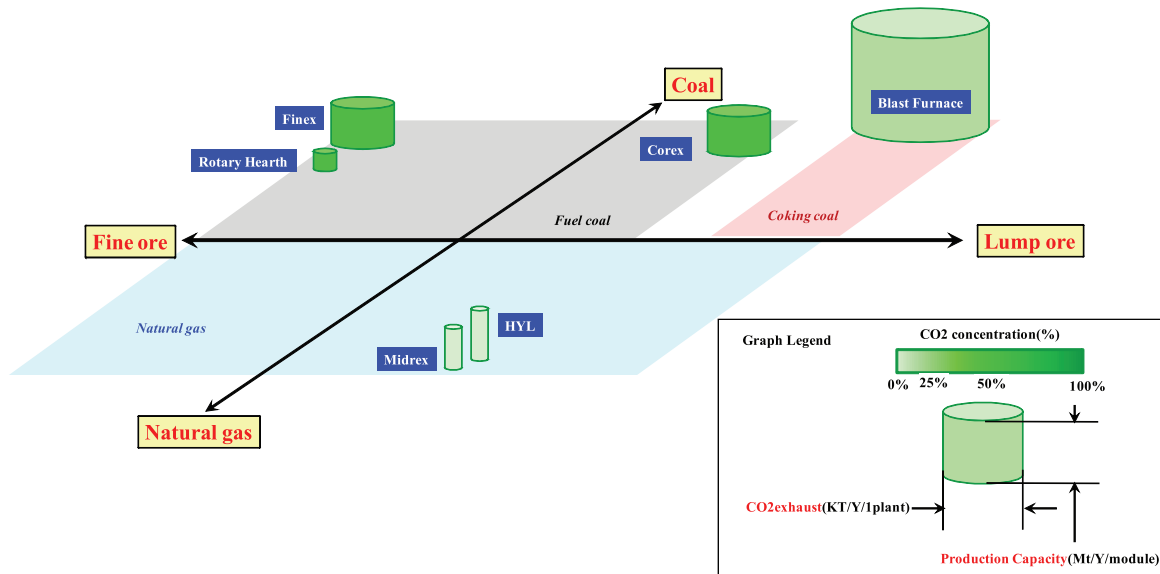 Coal
Blast Furnace
Finex
Corex
Rotary Hearth
Fuel coal
Coking coal
Fine ore
Lump ore
Natural gas
HYL
Midrex
Natural gas
Graph Legend
CO2 concentration(%)
0% 25% 50% 100%
CO2exhaust(KT/Y/1plant)
Production Capacity(Mt/Y/module)